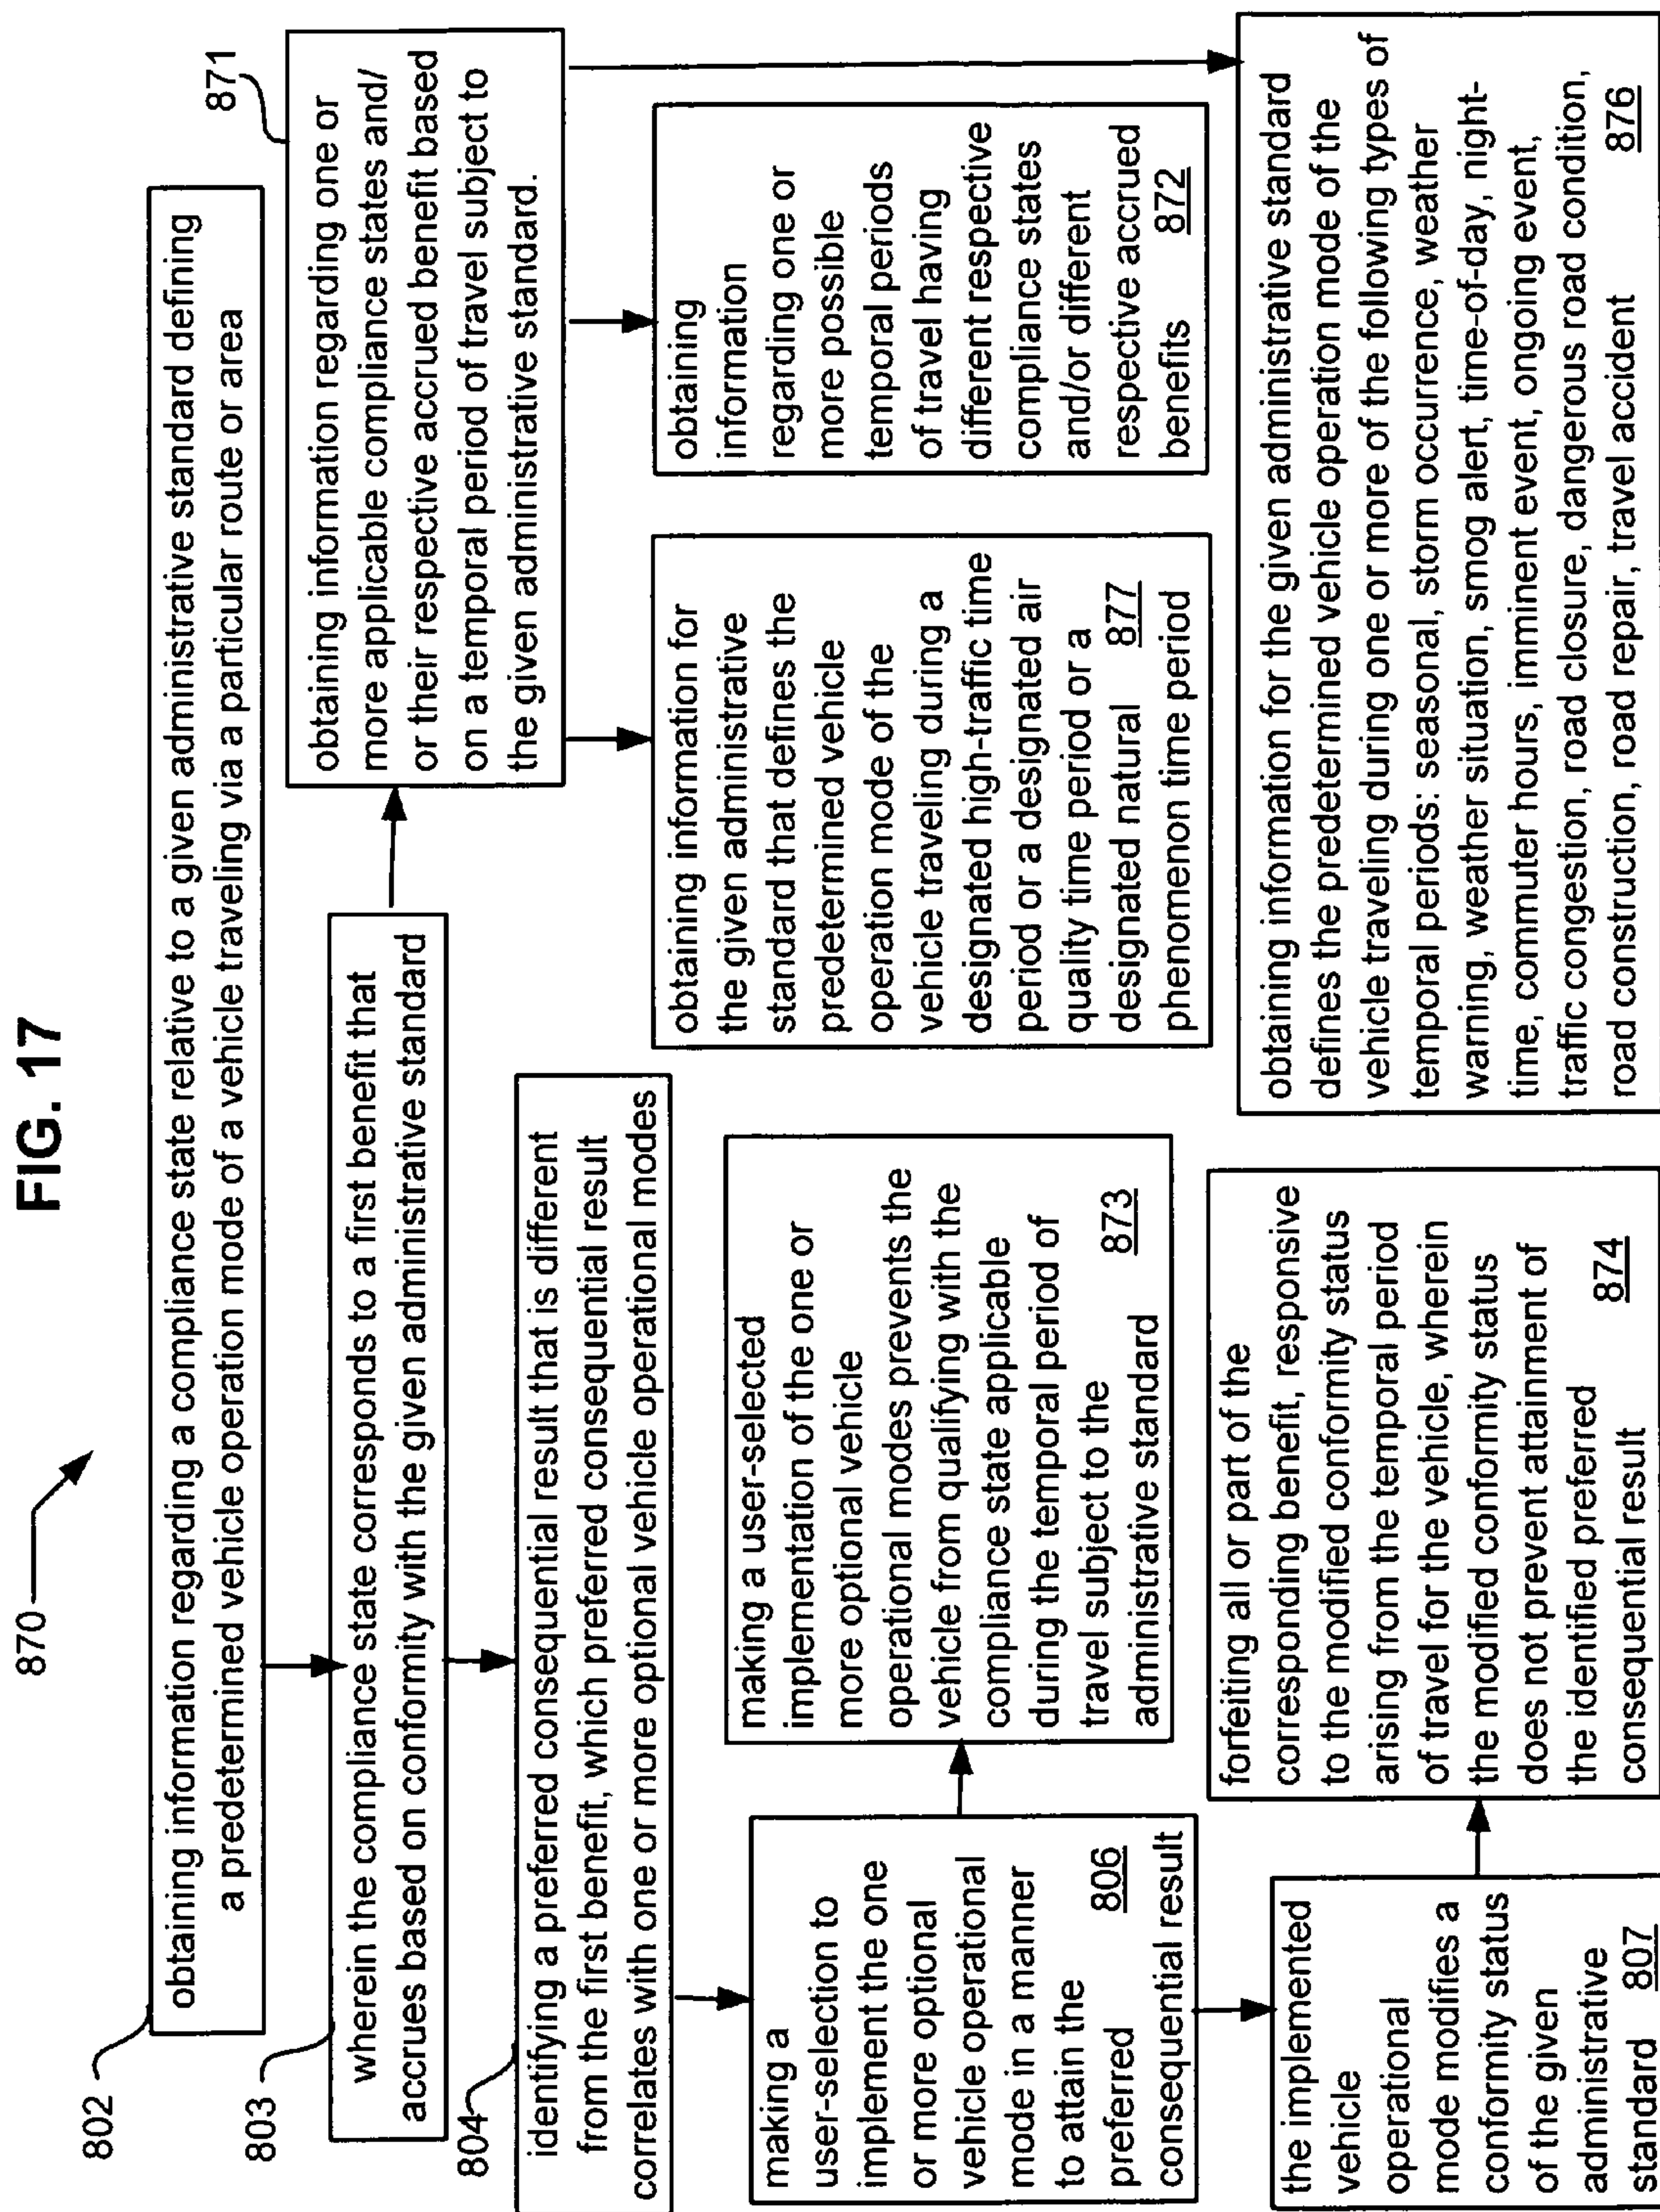 FIG. 17
870
802
obtaining information regarding a compliance state relative to a given administrative standard defining
a predetermined vehicle operation mode of a vehicle traveling via a particular route or area
803
wherein the compliance state corresponds to a first benefit that
accrues based on conformity with the given administrative standard
871
obtaining information regarding one or
more applicable compliance states and/
or their respective accrued benefit based
on a temporal period of travel subject to
the given administrative standard.
804
identifying a preferred consequential result that is different
from the first benefit, which preferred consequential result
correlates with one or more optional vehicle operational modes
obtaining information for
the given administrative
standard that defines the
predetermined vehicle
operation mode of the
vehicle traveling during a
designated high-traffic time
period or a designated air
quality time period or a
designated natural 877
phenomenon time period
obtaining
information
regarding one or
more possible
temporal periods
of travel having
different respective
compliance states
and/or different
respective accrued
benefits 872
making a
user-selection to
implement the one
or more optional
vehicle operational
mode in a manner
to attain the 806
preferred
consequential result
making a user-selected
implementation of the one or
more optional vehicle
operational modes prevents the
vehicle from qualifying with the
compliance state applicable
during the temporal period of
travel subject to the 873
administrative standard
the implemented
vehicle
operational
mode modifies a
conformity status
of the given
administrative
standard 807
forfeiting all or part of the
corresponding benefit, responsive
to the modified conformity status
arising from the temporal period
of travel for the vehicle, wherein
the modified conformity status
does not prevent attainment of
the identified preferred
consequential result 874
obtaining information for the given administrative standard
defines the predetermined vehicle operation mode of the
vehicle traveling during one or more of the following types of
temporal periods: seasonal, storm occurrence, weather
warning, weather situation, smog alert, time-of-day, night-
time, commuter hours, imminent event, ongoing event,
traffic congestion, road closure, dangerous road condition,
road construction, road repair, travel accident 876